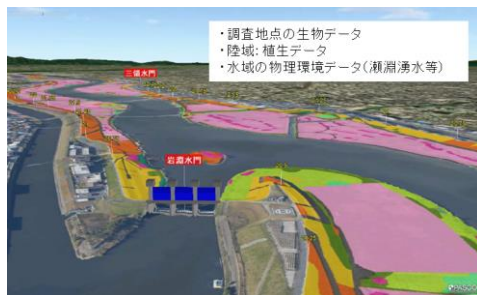 ・調査地点の生物データ
・陸域: 植生データ
・水域の物理環境データ(瀬淵湧水等)
三領水門
岩淵水門
©PASCO